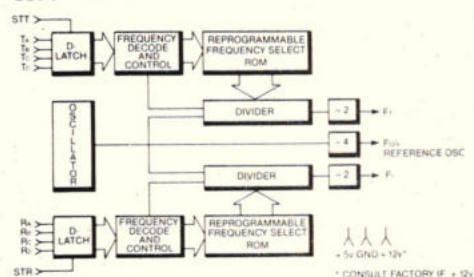 STT
TA
TB
TC
TD
D-LATCH
FREQUENCY DECODE AND CONTROL
REPROGRAMMABLE FREQUENCY SELECT ROM
DIVIDER
÷2
OSCILLATOR
÷4
REFERENCE OSC
DIVIDER
÷2
RA
RB
RC
RD
D-LATCH
FREQUENCY DECODE AND CONTROL
REPROGRAMMABLE FREQUENCY SELECT ROM
STR
+5v GND +12v*
* CONSULT FACTORY IF +12v